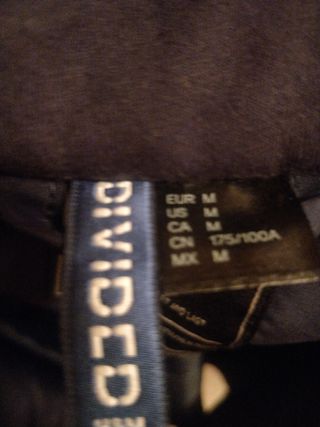 DIVIDED
H&M
EUR M
US M
CA M
CN 175/100A
MX M